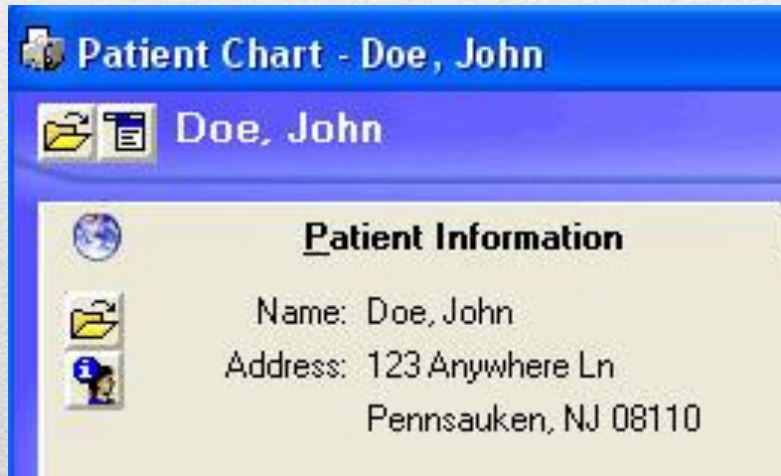 Patient Chart - Doe, John
Doe, John
Patient Information
Name: Doe, John
Address: 123 Anywhere Ln
Pennsauken, NJ 08110